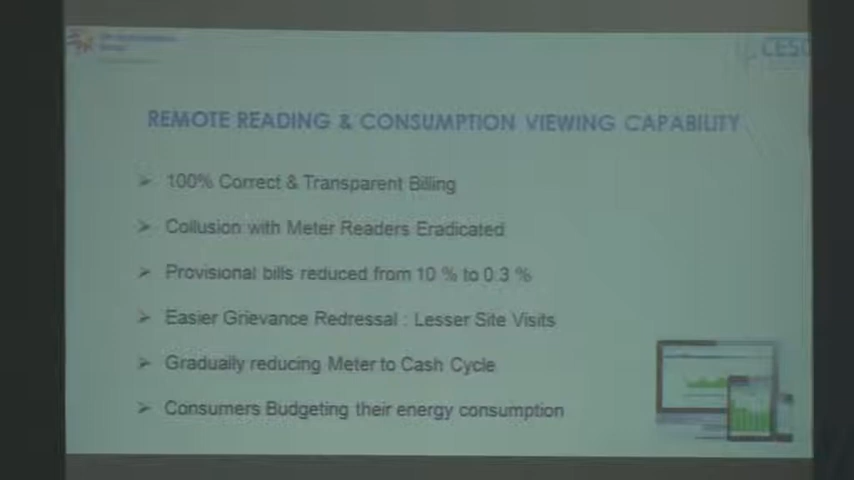 CESC
REMOTE READING & CONSUMPTION VIEWING CAPABILITY
➢ 100% Correct & Transparent Billing
➢ Collusion with Meter Readers Eradicated
➢ Provisional bills reduced from 10 % to 0.3 %
➢ Easier Grievance Redressal : Lesser Site Visits
➢ Gradually reducing Meter to Cash Cycle
➢ Consumers Budgeting their energy consumption